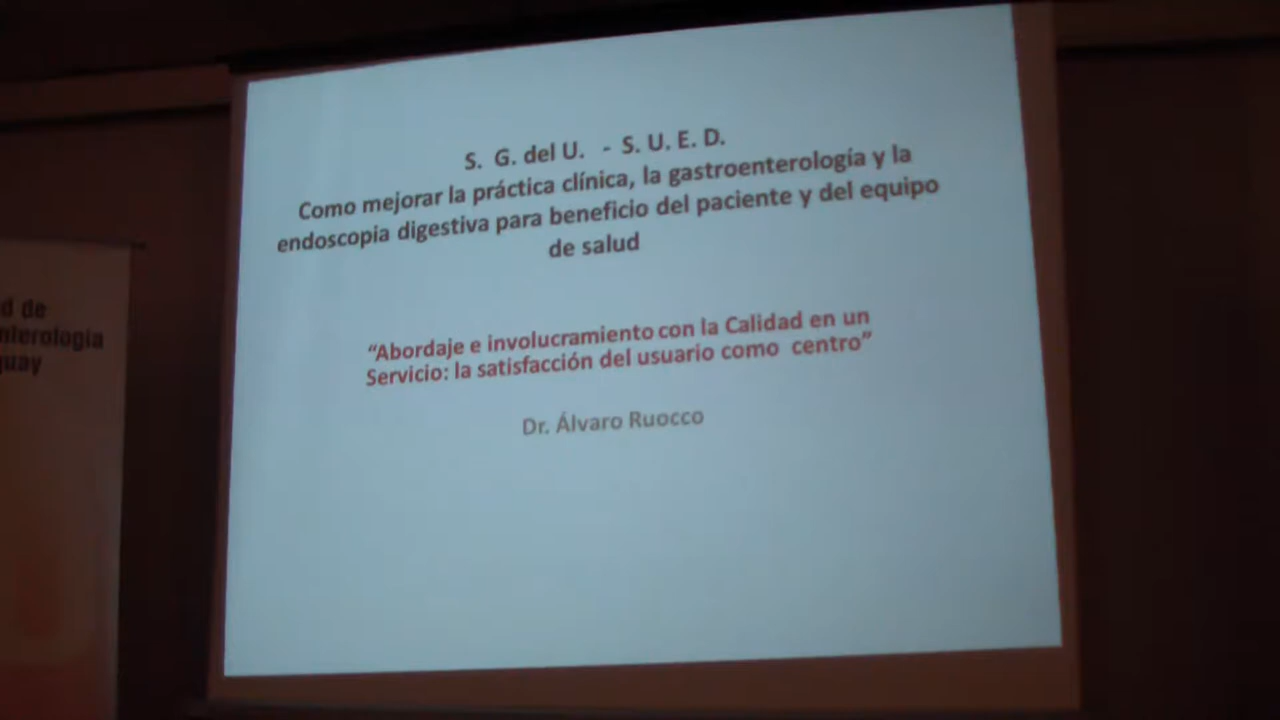 S. G. del U. - S. U. E. D.
Como mejorar la práctica clínica, la gastroenterología y la
endoscopia digestiva para beneficio del paciente y del equipo
de salud
“Abordaje e involucramiento con la Calidad en un
Servicio: la satisfacción del usuario como centro”
Dr. Álvaro Ruocco
d de
nterología
guay